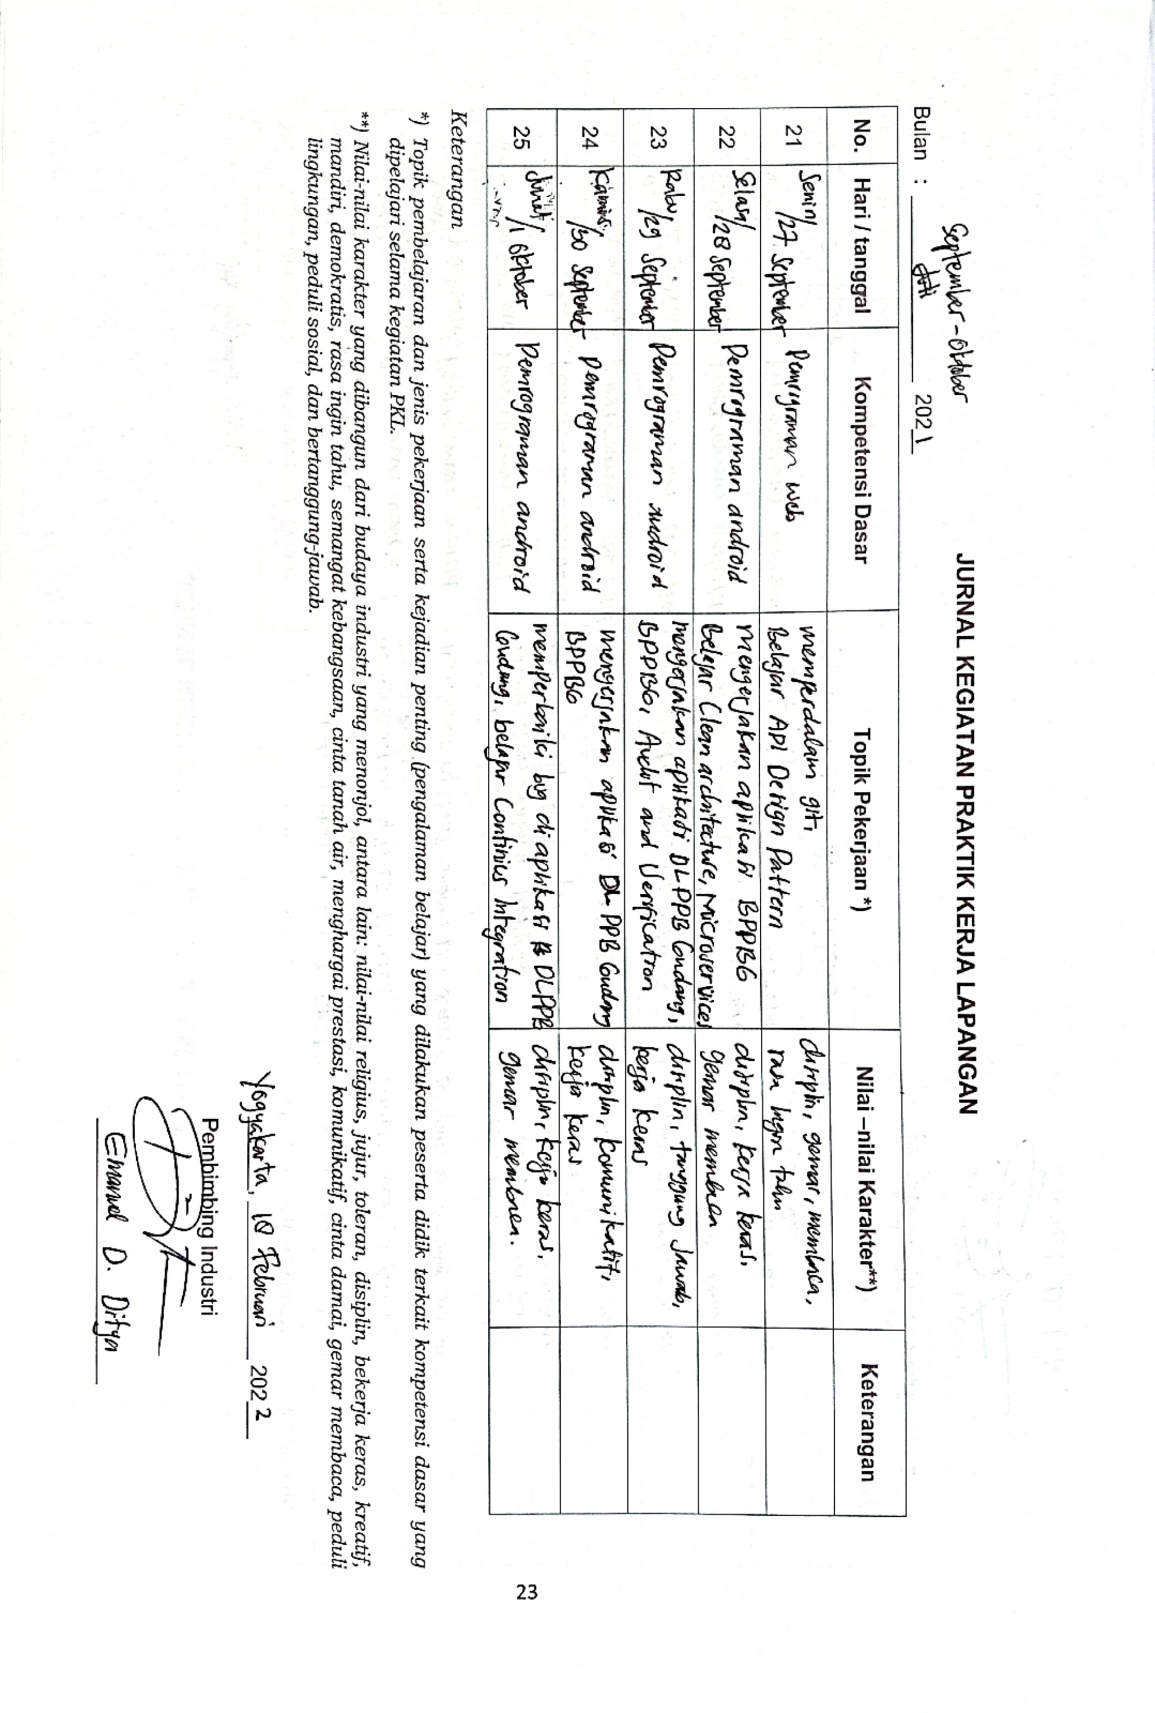 JURNAL KEGIATAN PRAKTIK KERJA LAPANGAN
September - Oktober
Bulan : 2021
No. Hari / tanggal Kompetensi Dasar Topik Pekerjaan *) Nilai –nilai Karakter**) Keterangan
21 Senin/27 September Pemrograman web memperdalam git, Belajar API Design Pattern disiplin, gemar, membaca, rasa ingin tahu
22 Selasa/28 September Pemrograman android mengerjakan aplikasi BPPBG Belajar Clean architecture, Microservices disiplin, kerja keras, gemar membaca
23 Rabu/29 September Pemrograman android mengerjakan aplikasi DLPPB Gudang, BPPBG, and Verification disiplin, tanggung Jawab, kerja keras
24 Kamis/30 September Pemrograman android mengerjakan aplikasi DL PPB Gudang BPPBG disiplin, komunikatif, kerja keras
25 Jumat/1 Oktober Pemrograman android memperbaiki bug di aplikasi DLPPB Gudang, belajar Continius Integration disiplin, kerja keras, gemar membaca.
Keterangan
*) Topik pembelajaran dan jenis pekerjaan serta kejadian penting (pengalaman belajar) yang dilakukan peserta didik terkait kompetensi dasar yang
dipelajari selama kegiatan PKL.
**) Nilai-nilai karakter yang dibangun dari budaya industri yang menonjol, antara lain: nilai-nilai religius, jujur, toleran, disiplin, bekerja keras, kreatif,
mandiri, demokratis, rasa ingin tahu, semangat kebangsaan, cinta tanah air, menghargai prestasi, komunikatif, cinta damai, gemar membaca, peduli
lingkungan, peduli sosial, dan bertanggung-jawab.
Yogyakarta, 18 Februari 2022
Pembimbing Industri
Emanuel D. Ditya
23